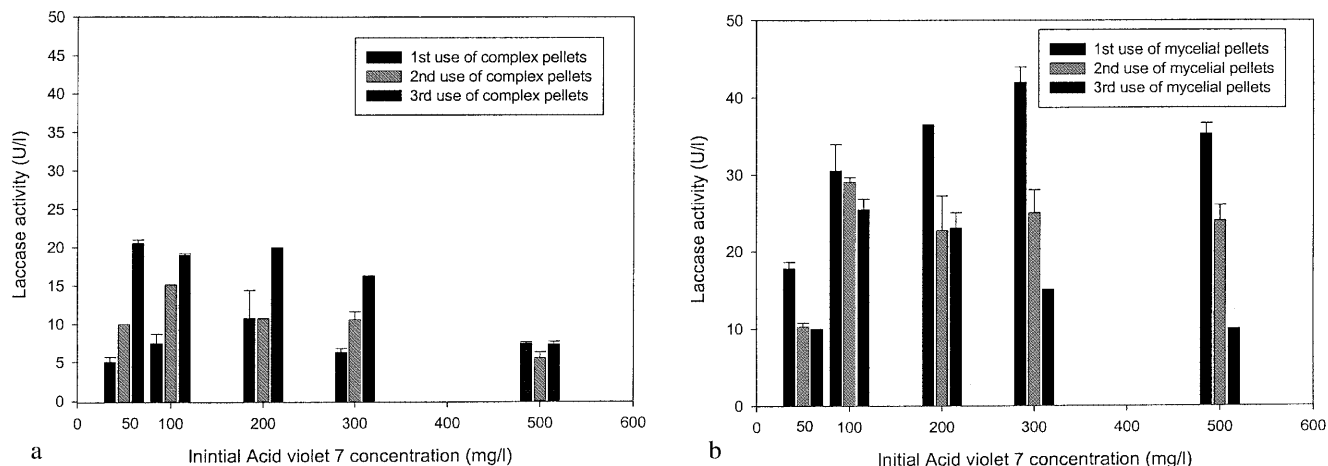 50
45
40
35
30
25
20
15
10
5
0
Laccase activity (U/l)
1st use of complex pellets
2nd use of complex pellets
3rd use of complex pellets
0 50 100 200 300 400 500 600
Inintial Acid violet 7 concentration (mg/l)
a
50
40
30
20
10
0
Laccase activity (U/l)
1st use of mycelial pellets
2nd use of mycelial pellets
3rd use of mycelial pellets
0 50 100 200 300 400 500 600
Initial Acid violet 7 concentration (mg/l)
b